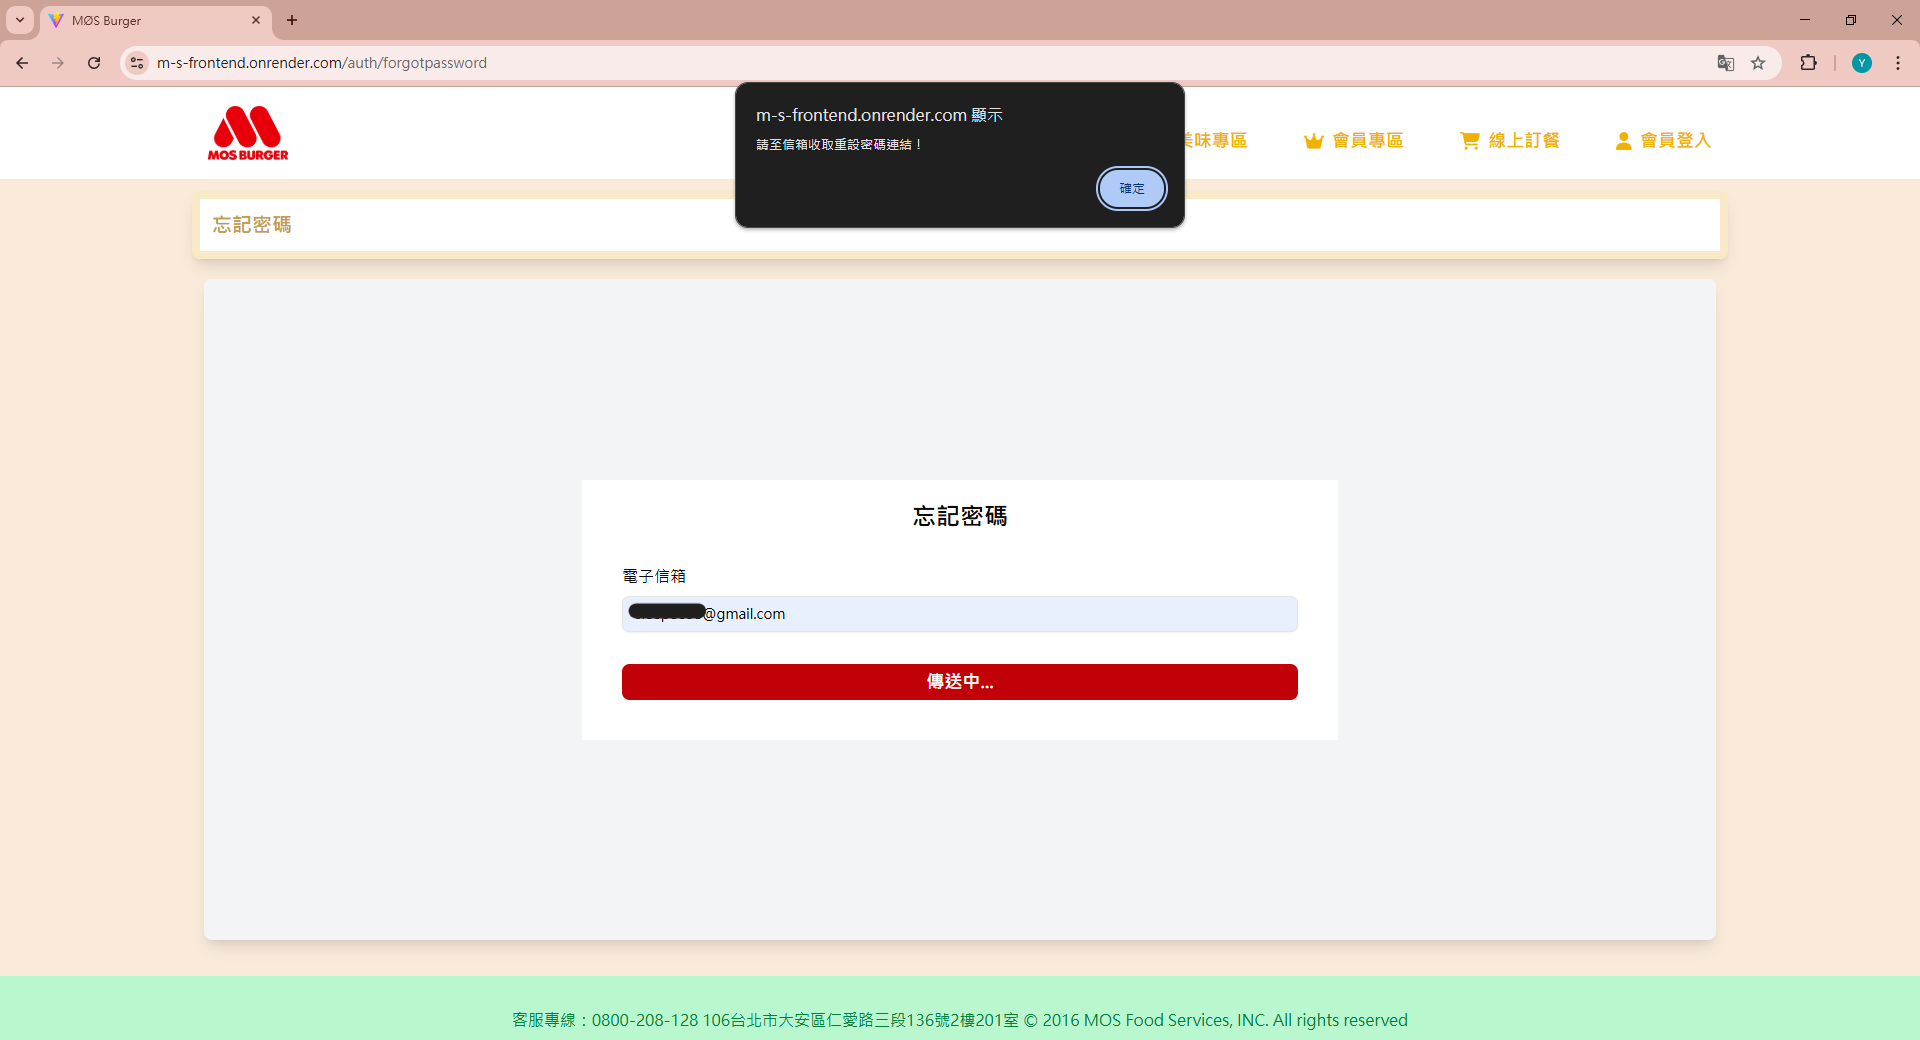 MØS Burger
m-s-frontend.onrender.com/auth/forgotpassword
Y
m-s-frontend.onrender.com 顯示
請至信箱收取重設密碼連結！
確定
MOS BURGER
美味專區
會員專區
線上訂餐
會員登入
忘記密碼
忘記密碼
電子信箱
@gmail.com
傳送中...
客服專線：0800-208-128 106台北市大安區仁愛路三段136號2樓201室 © 2016 MOS Food Services, INC. All rights reserved